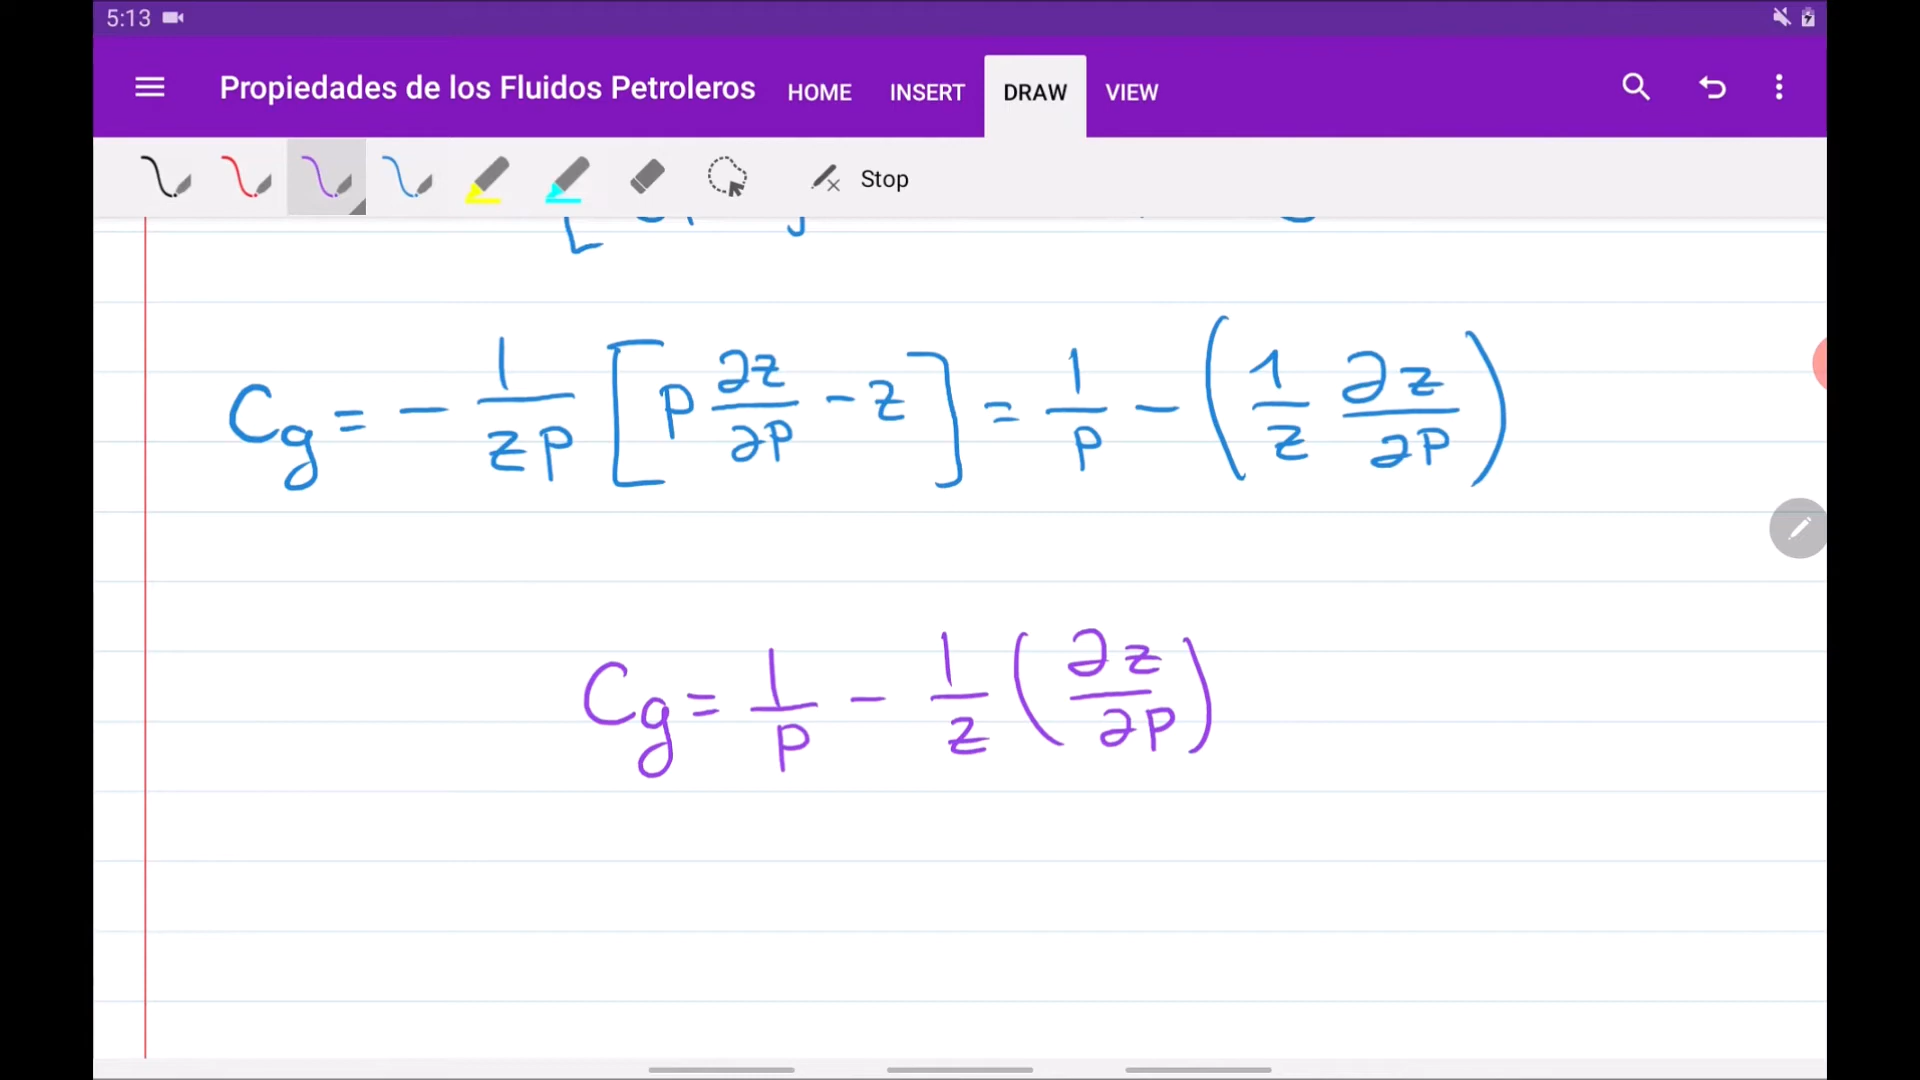 5:13
Propiedades de los Fluidos Petroleros HOME INSERT DRAW VIEW
Stop
Cg = - 1/zp [p ∂z/∂p - z] = 1/p - (1/z ∂z/∂p)
Cg = 1/p - 1/z (∂z/∂p)